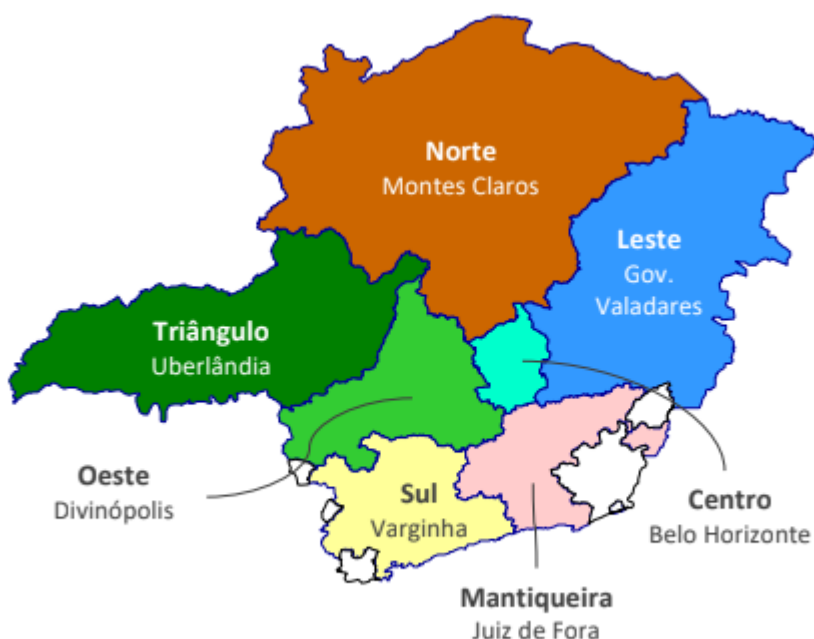 Norte
Montes Claros
Leste
Gov.
Valadares
Triângulo
Uberlândia
Oeste
Divinópolis
Sul
Varginha
Centro
Belo Horizonte
Mantiqueira
Juiz de Fora